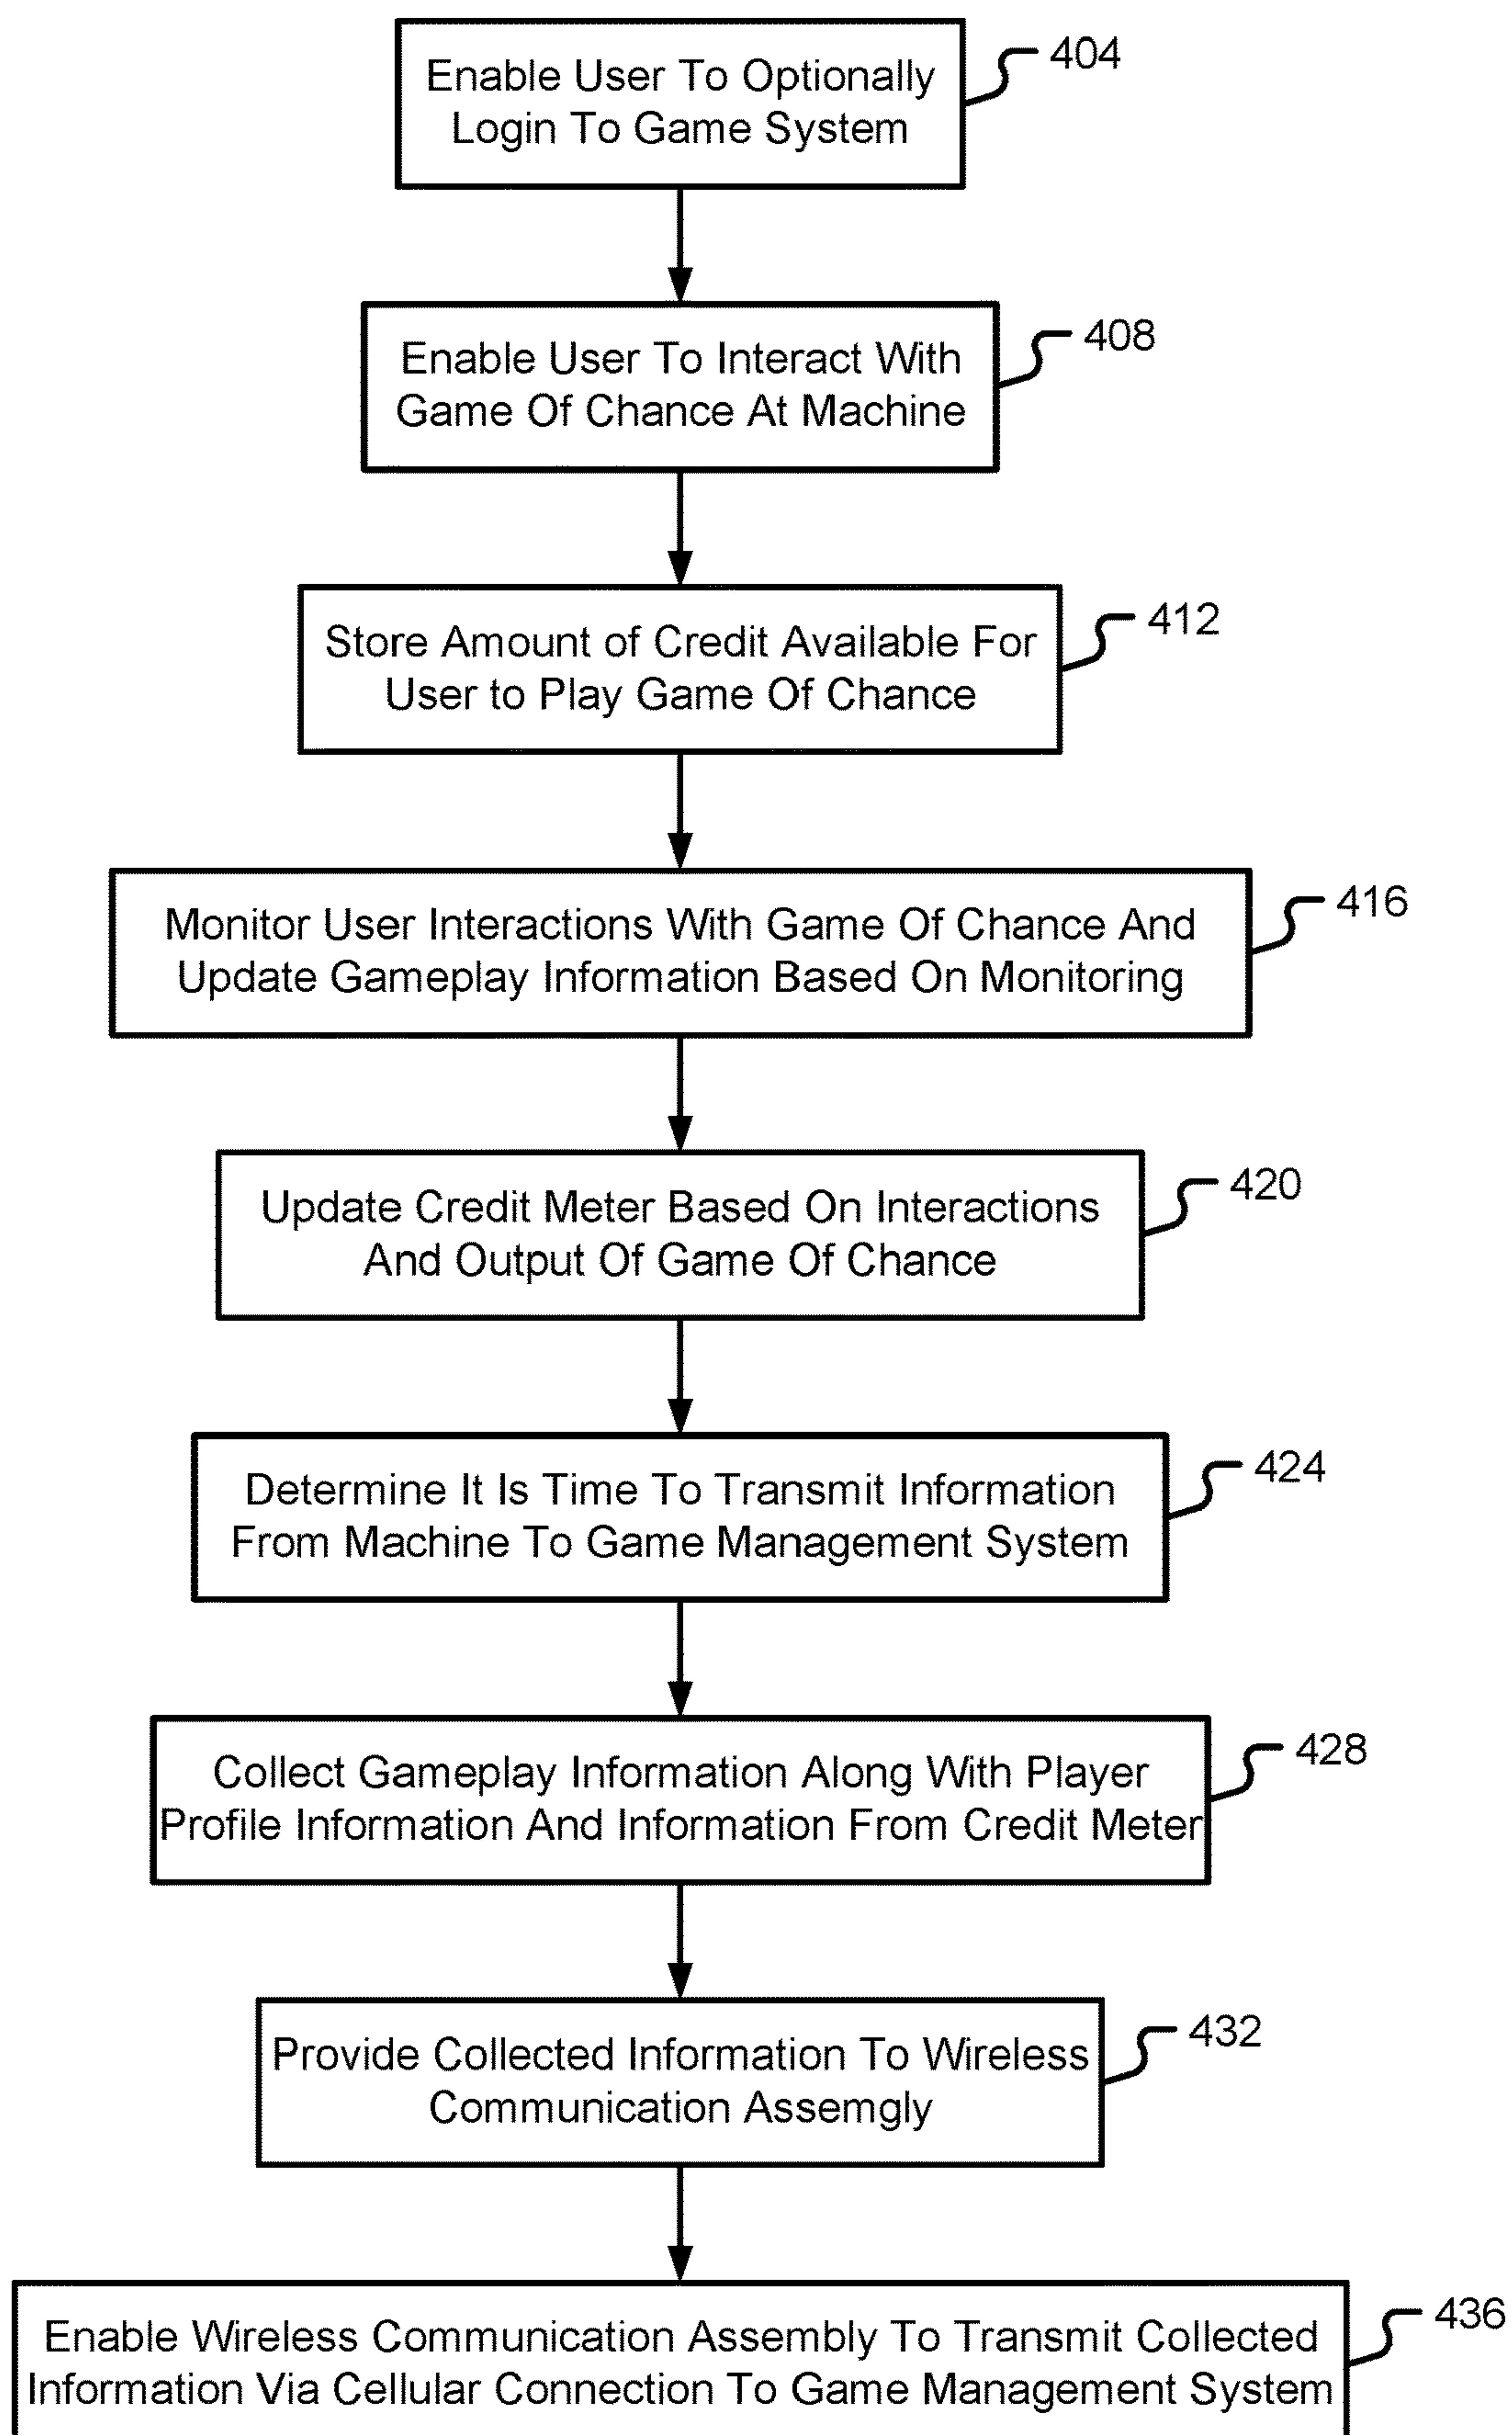 Enable User To Optionally
Login To Game System
404
Enable User To Interact With
Game Of Chance At Machine
408
Store Amount of Credit Available For
User to Play Game Of Chance
412
Monitor User Interactions With Game Of Chance And
Update Gameplay Information Based On Monitoring
416
Update Credit Meter Based On Interactions
And Output Of Game Of Chance
420
Determine It Is Time To Transmit Information
From Machine To Game Management System
424
Collect Gameplay Information Along With Player
Profile Information And Information From Credit Meter
428
Provide Collected Information To Wireless
Communication Assemgly
432
Enable Wireless Communication Assembly To Transmit Collected
Information Via Cellular Connection To Game Management System
436